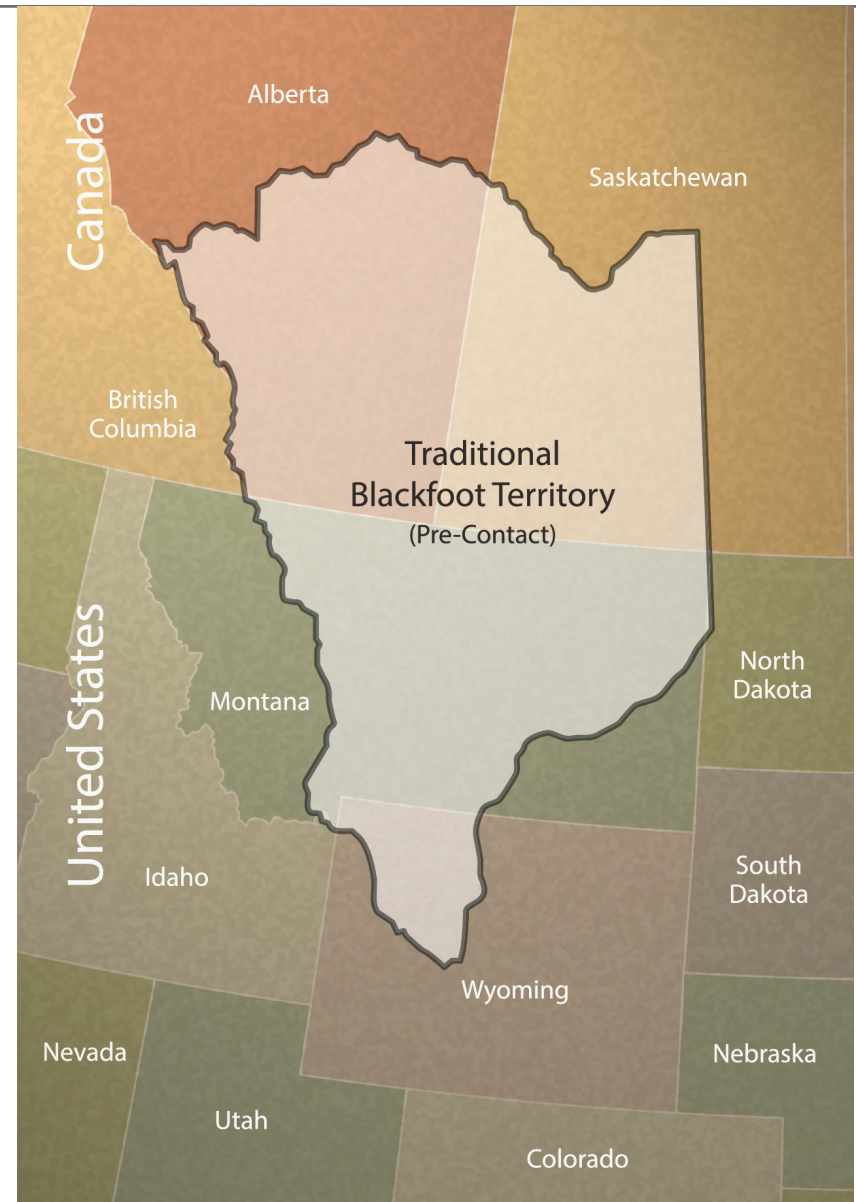 Alberta
Canada
Saskatchewan
British
Columbia
Traditional
Blackfoot Territory
(Pre-Contact)
United States
North
Dakota
Montana
South
Dakota
Idaho
Wyoming
Nevada
Nebraska
Utah
Colorado